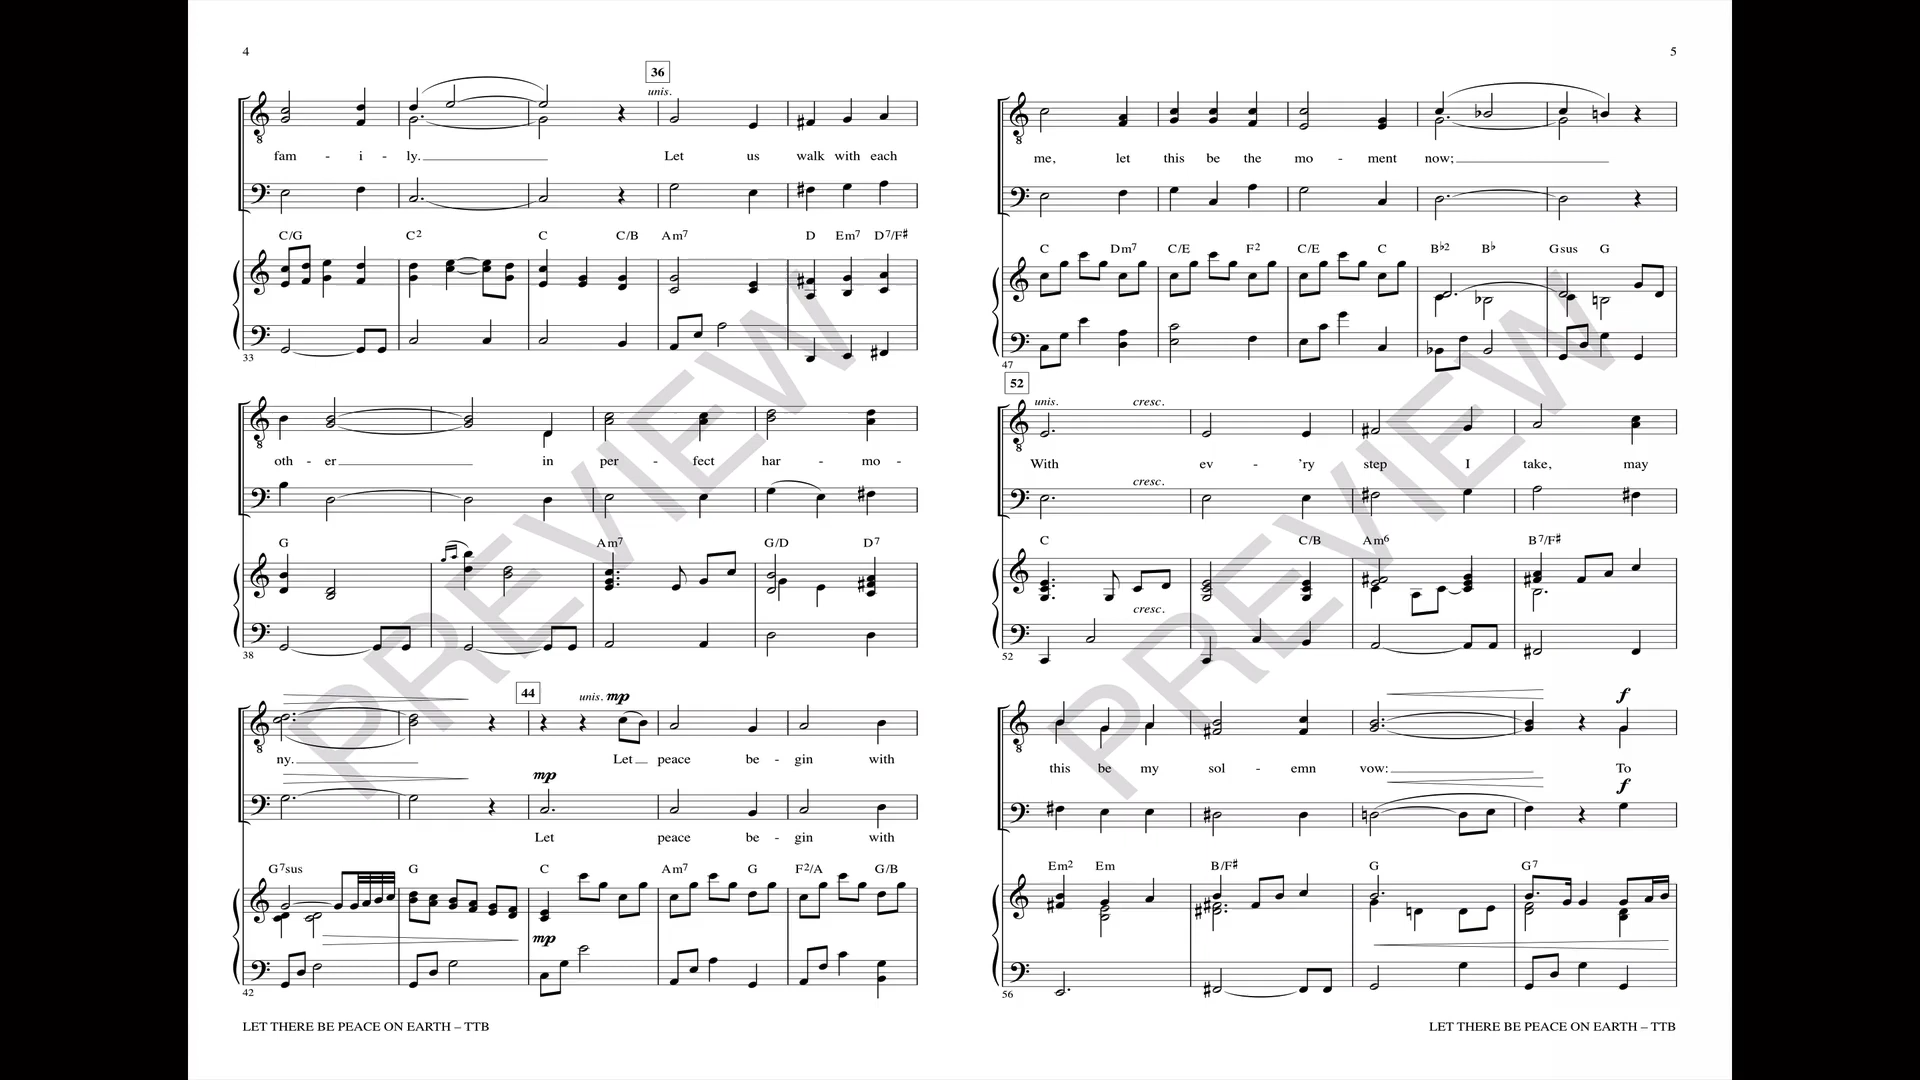 4
36
unis.
fam - i - ly. Let us walk with each
C/G C2 C C/B Am7 D Em7 D7/F♯
33
oth - er in per - fect har - mo -
G Am7 G/D D7
38
44
unis. mp
ny. Let peace be - gin with
mp
Let peace be - gin with
G7sus G C Am7 G F2/A G/B
mp
42
LET THERE BE PEACE ON EARTH – TTB
5
me, let this be the mo - ment now;
C Dm7 C/E F2 C/E C B♭2 B♭ Gsus G
47
52
unis. cresc.
With ev - 'ry step I take, may
cresc.
C C/B Am6 B7/F♯
cresc.
52
f
this be my sol - emn vow: To
f
Em2 Em B/F♯ G G7
56
LET THERE BE PEACE ON EARTH – TTB
PREVIEW
PREVIEW